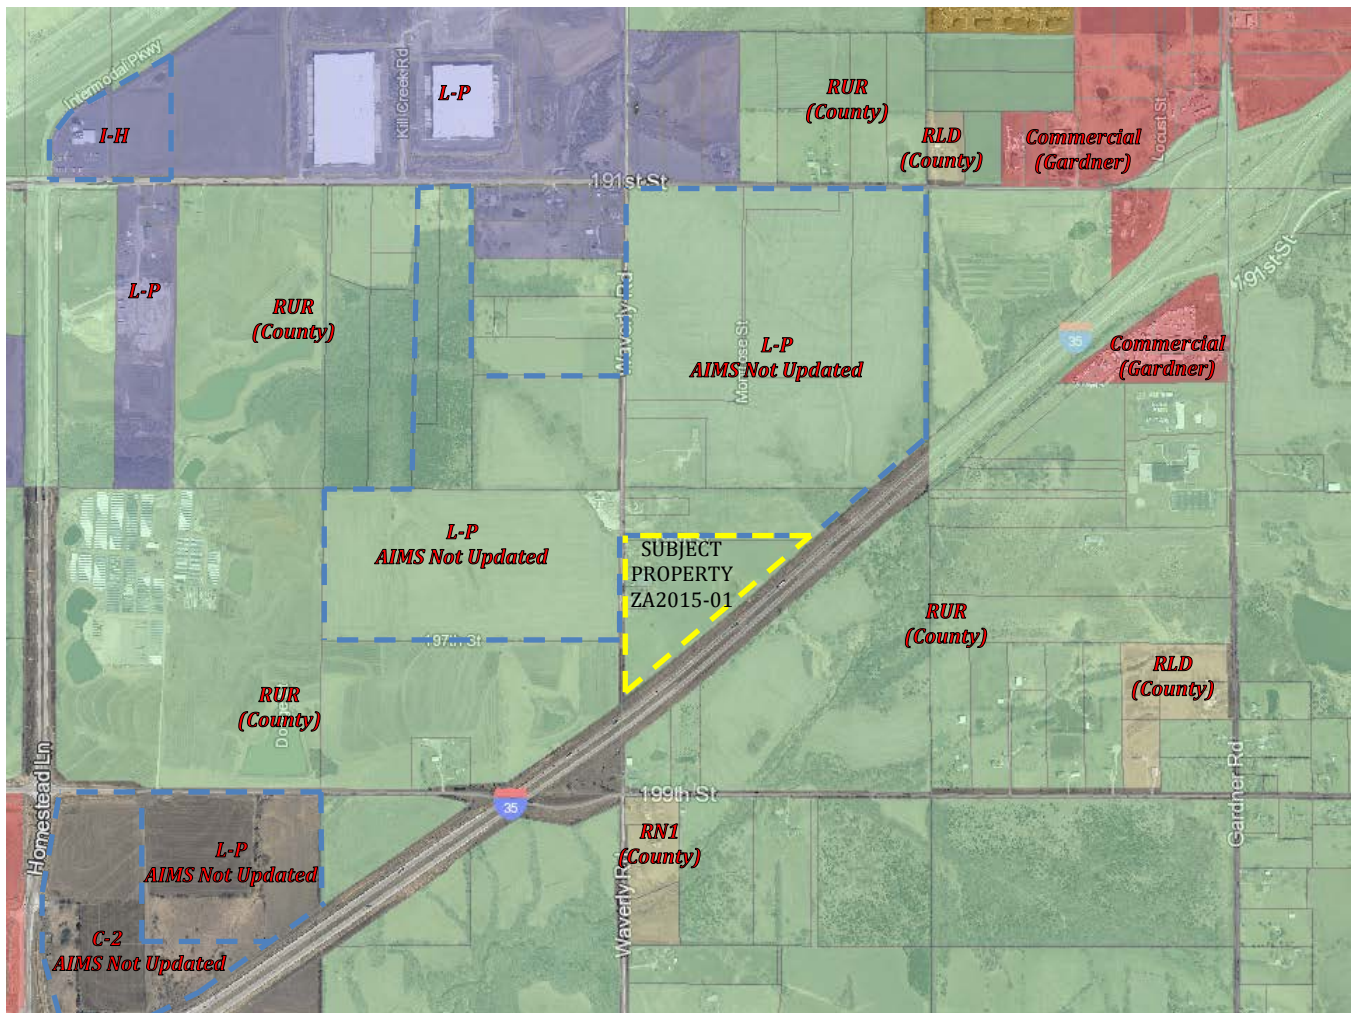 Intermodal Pkwy
I-H
Kill Creek Rd
L-P
RUR
(County)
RLD
(County)
Commercial
(Gardner)
Locust St
191st St
L-P
RUR
(County)
Waverly Rd
L-P
AIMS Not Updated
35
191st St
Commercial
(Gardner)
L-P
AIMS Not Updated
SUBJECT
PROPERTY
ZA2015-01
197th St
RUR
(County)
RUR
(County)
RLD
(County)
Homestead Ln
35
199th St
Gardner Rd
L-P
AIMS Not Updated
RN1
(County)
Waverly Rd
C-2
AIMS Not Updated